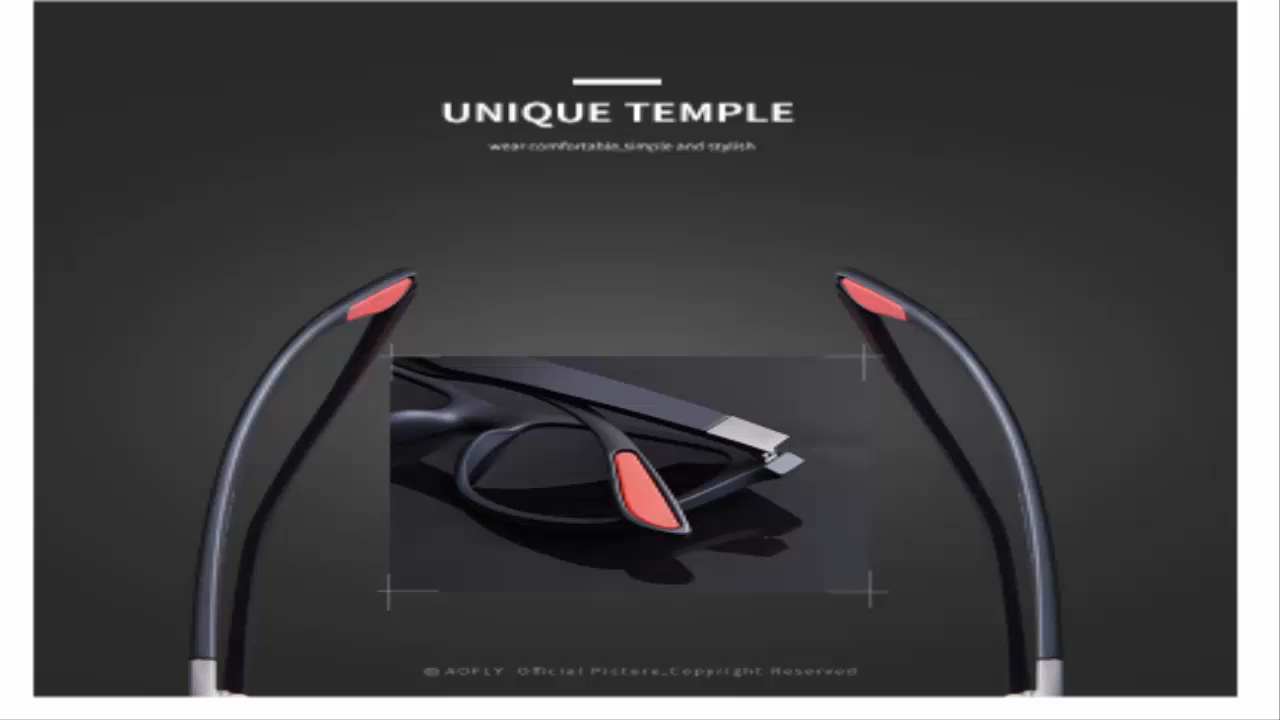 UNIQUE TEMPLE
wear comfortable,simple and stylish
© AOFLY Official Picture,Copyright Reserved